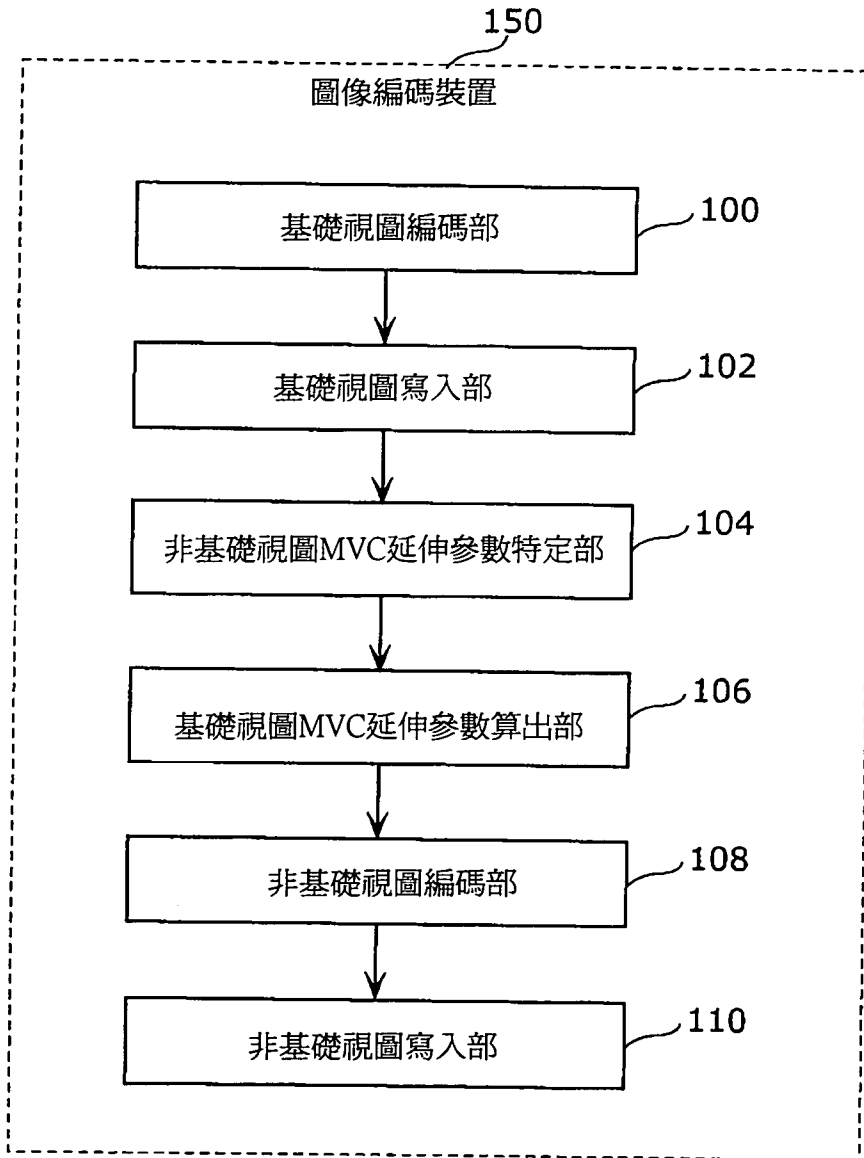 150
圖像編碼裝置
基礎視圖編碼部
100
基礎視圖寫入部
102
非基礎視圖MVC延伸參數特定部
104
基礎視圖MVC延伸參數算出部
106
非基礎視圖編碼部
108
非基礎視圖寫入部
110